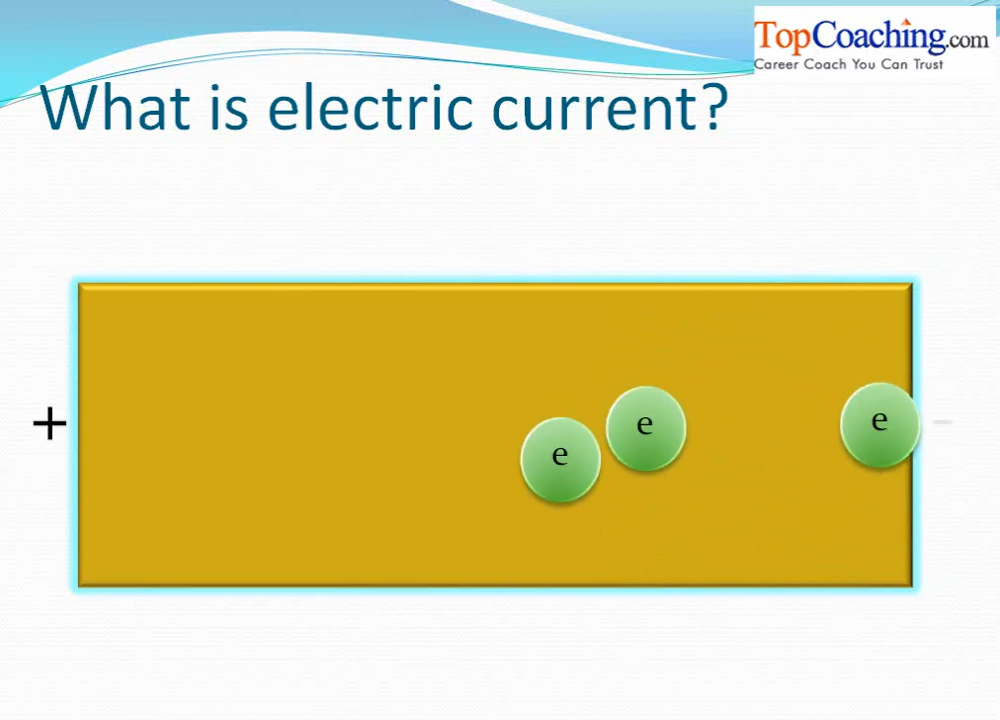 TopCoaching.com
Career Coach You Can Trust
What is electric current?
+
e
e
e
-